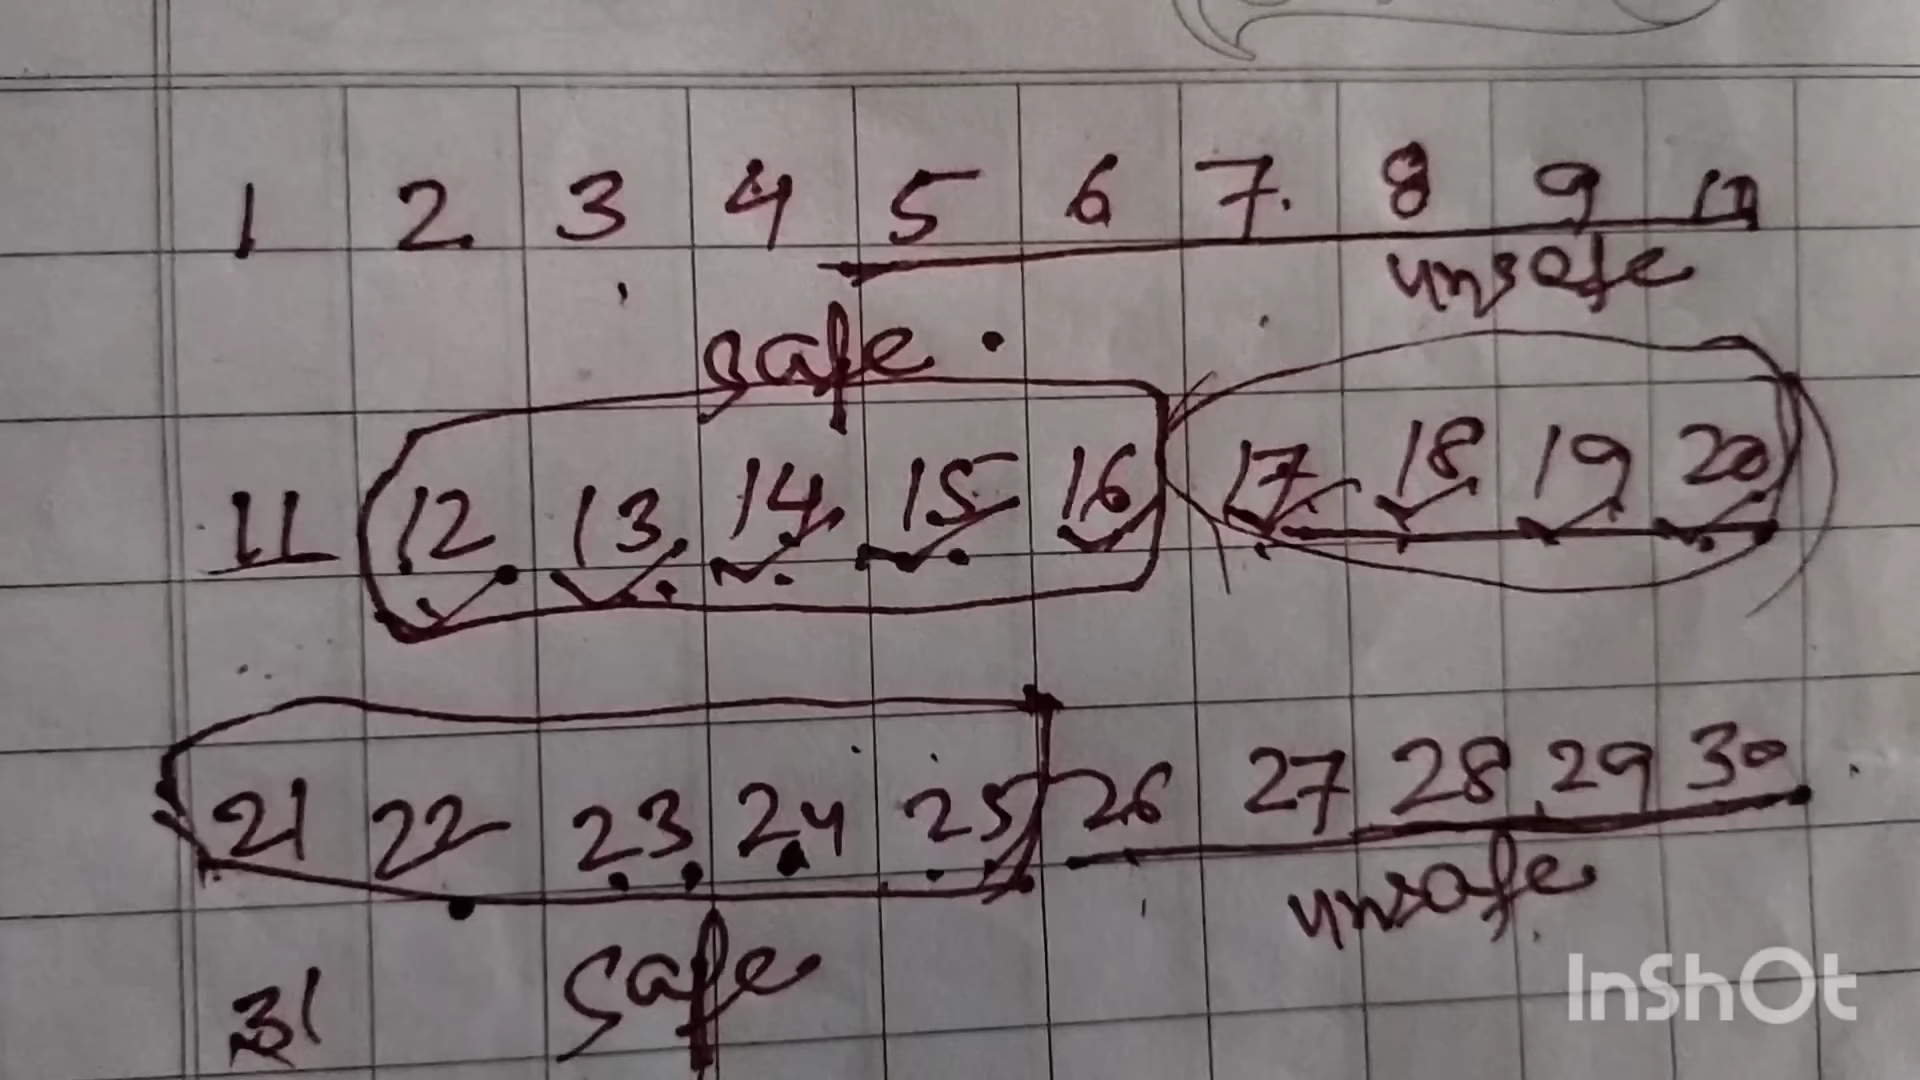 1 2 3 4 5 6 7. 8 9 10
unsafe
safe
11 12 13 14 15 16 17 18 19 20
21 22 23 24 25 26 27 28 29 30
unsafe
31 safe
InShOt